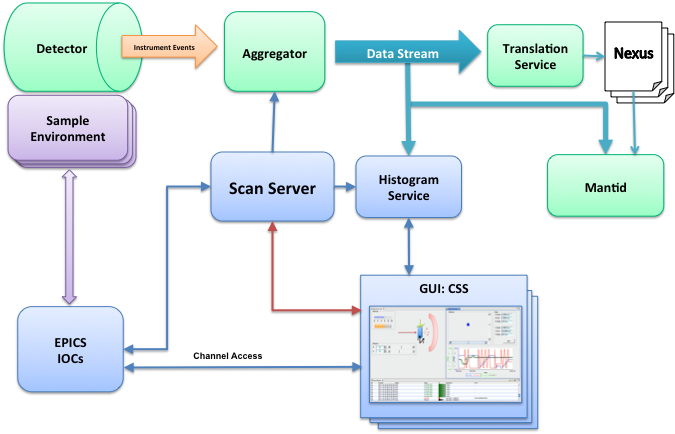 Detector
Instrument Events
Aggregator
Data Stream
Translation
Service
Nexus
Sample
Environment
Scan Server
Histogram
Service
Mantid
GUI: CSS
EPICS
IOCs
Channel Access